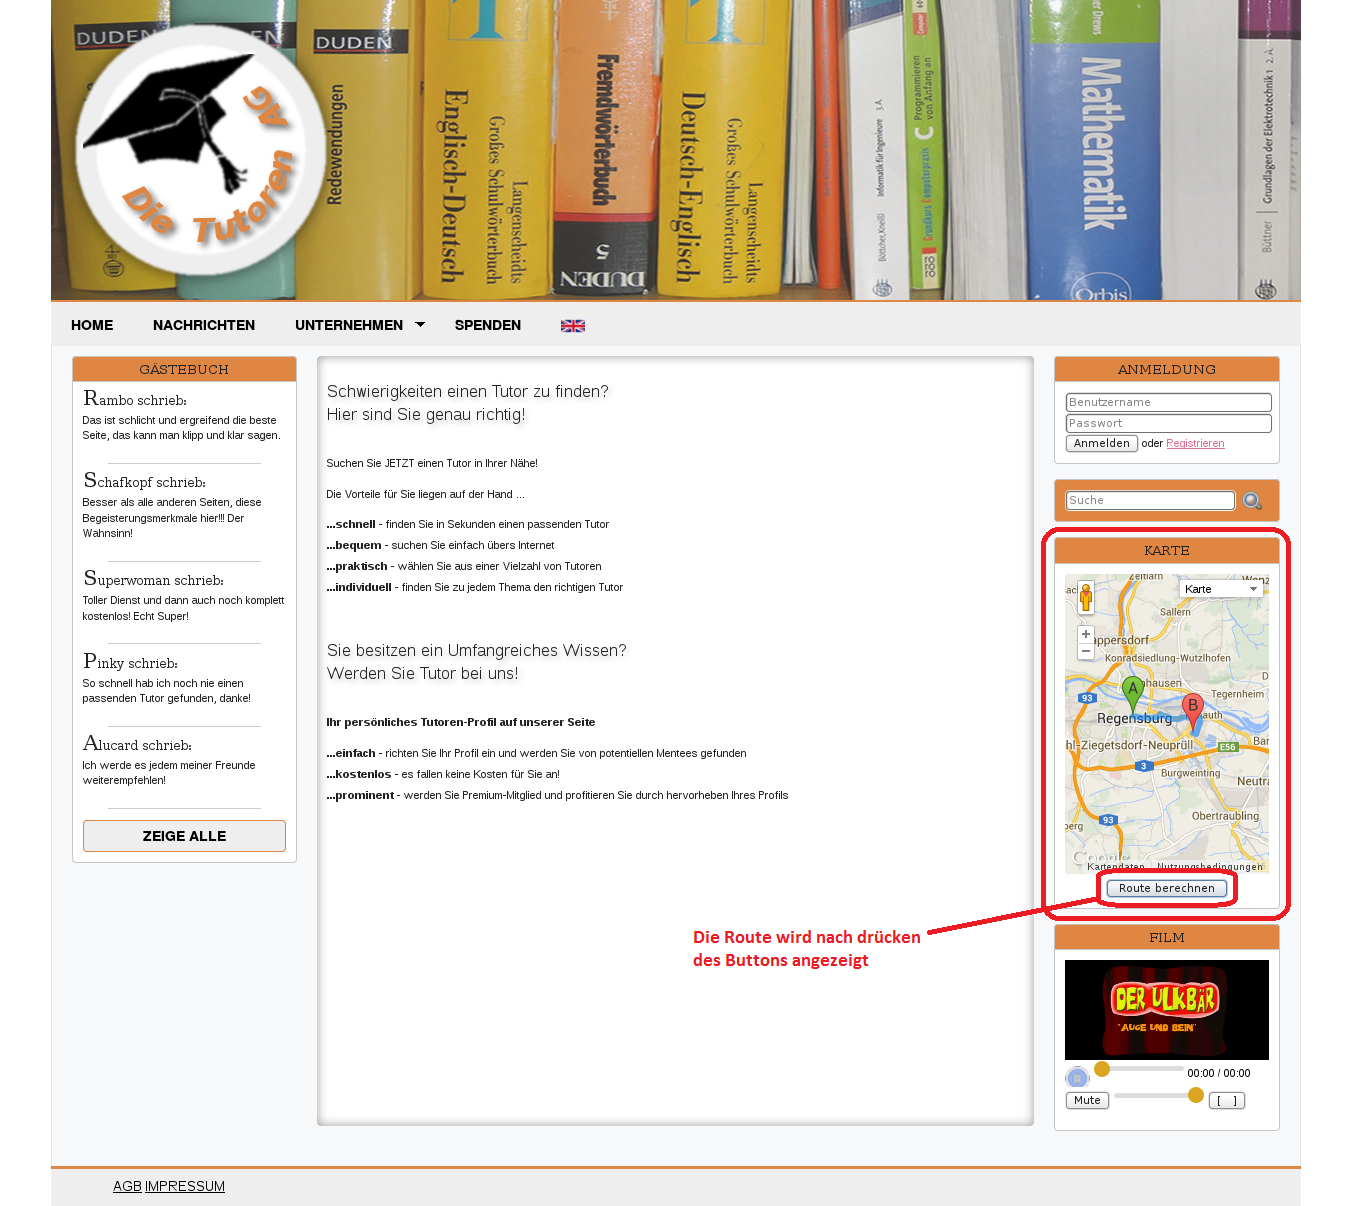 DUDEN
DUDEN
Redewendungen
Englisch-Deutsch
Großes Schulwörterbuch
Langenscheidts
Fremdwörterbuch
DUDEN
5
Deutsch-Englisch
Großes Schulwörterbuch
Langenscheidts
Böttcher, Kneißl
Informatik für Ingenieure
3.A.
Grundkurs Computerpraxis
C Programmieren
von Anfang an
Mathematik
Orbis
Büttner
Grundlagen der Elektrotechnik 1
2.A.
Die Tutoren AG
HOME NACHRICHTEN UNTERNEHMEN SPENDEN
GÄSTEBUCH
Rambo schrieb:
Das ist schlicht und ergreifend die beste
Seite, das kann man klipp und klar sagen.
Schafkopf schrieb:
Besser als alle anderen Seiten, diese
Begeisterungsmerkmale hier!!! Der
Wahnsinn!
Superwoman schrieb:
Toller Dienst und dann auch noch komplett
kostenlos! Echt Super!
Pinky schrieb:
So schnell hab ich noch nie einen
passenden Tutor gefunden, danke!
Alucard schrieb:
Ich werde es jedem meiner Freunde
weiterempfehlen!
ZEIGE ALLE
Schwierigkeiten einen Tutor zu finden?
Hier sind Sie genau richtig!
Suchen Sie JETZT einen Tutor in Ihrer Nähe!
Die Vorteile für Sie liegen auf der Hand ...
...schnell - finden Sie in Sekunden einen passenden Tutor
...bequem - suchen Sie einfach übers Internet
...praktisch - wählen Sie aus einer Vielzahl von Tutoren
...individuell - finden Sie zu jedem Thema den richtigen Tutor
Sie besitzen ein Umfangreiches Wissen?
Werden Sie Tutor bei uns!
Ihr persönliches Tutoren-Profil auf unserer Seite
...einfach - richten Sie Ihr Profil ein und werden Sie von potentiellen Mentees gefunden
...kostenlos - es fallen keine Kosten für Sie an!
...prominent - werden Sie Premium-Mitglied und profitieren Sie durch hervorheben Ihres Profils
Die Route wird nach drücken
des Buttons angezeigt
ANMELDUNG
Benutzername
Passwort
Anmelden oder Registrieren
Suche
KARTE
Zeitlarn
Karte
Sallern
appersdorf
Konradsiedlung-Wutzlhofen
hausen
Tegernheim
93
A
B
Regensburg
auth
hl-Ziegetsdorf-Neuprüll
E56
3
Burgweinting
Neutra
93
Obertraubling
berg
Google
Kartendaten Nutzungsbedingungen
Route berechnen
FILM
DER ULKBÄR
"AUGE UND BEIN"
00:00 / 00:00
Mute
[ ]
AGB IMPRESSUM